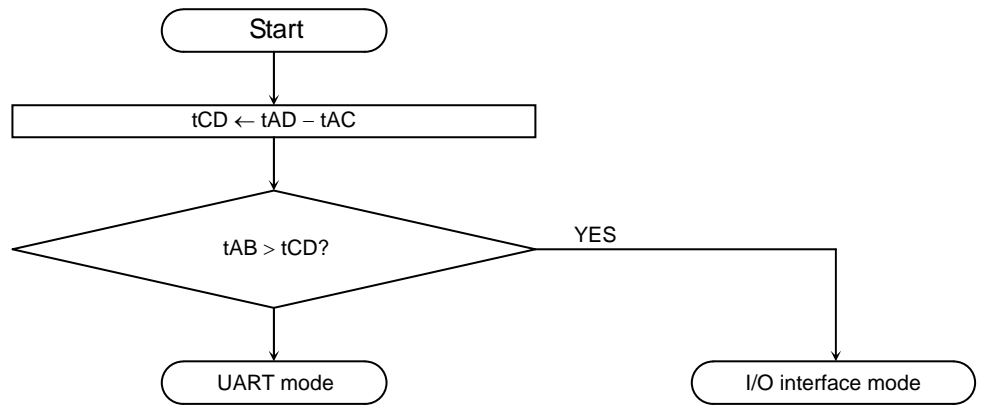 Start
tCD ← tAD − tAC
tAB > tCD?
YES
UART mode
I/O interface mode